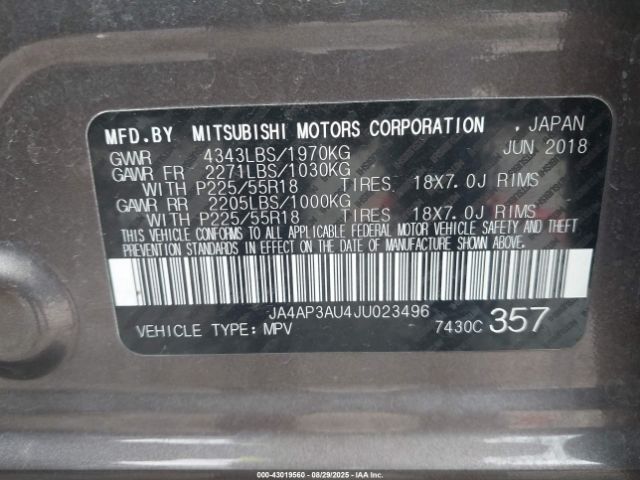 MFD.BY MITSUBISHI MOTORS CORPORATION . JAPAN
GWWR 4343LBS/1970KG JUN 2018
GAWR FR 2271LBS/1030KG
WITH P225/55R18 TIRES 18X7.0J RIMS
GAWR RR 2205LBS/1000KG
WITH P225/55R18 TIRES 18X7.0J RIMS
THIS VEHICLE CONFORMS TO ALL APPLICABLE FEDERAL MOTOR VEHICLE SAFETY AND THEFT
PREVENTION STANDARDS IN EFFECT ON THE DATE OF MANUFACTURE SHOWN ABOVE.
JA4AP3AU4JU023496
VEHICLE TYPE: MPV 7430C 357
000-43019560 - 08/29/2025 - IAA Inc.